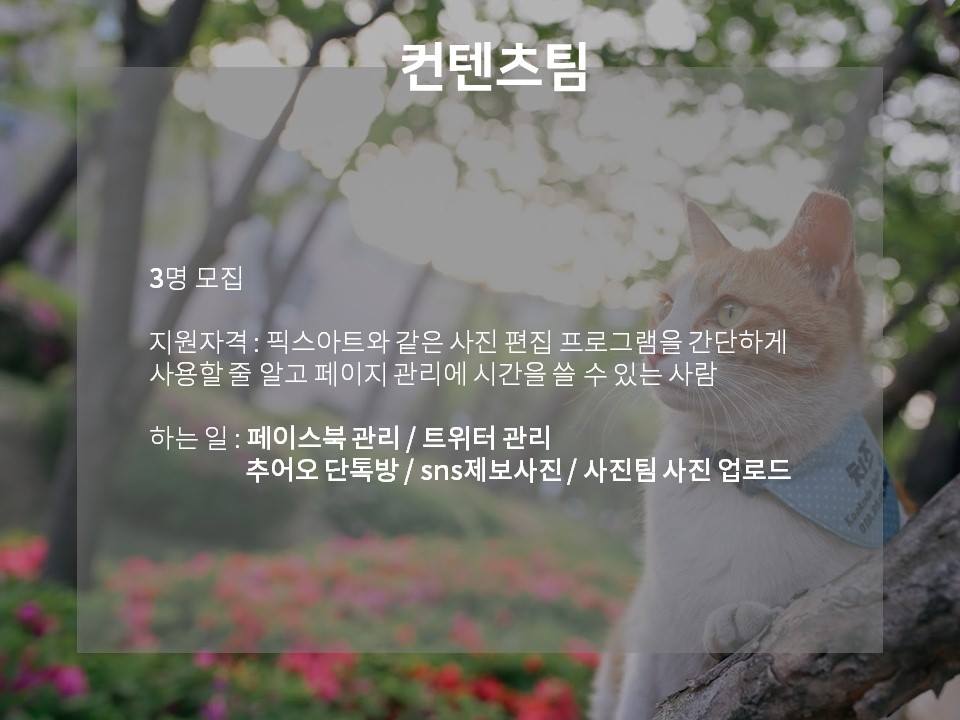 컨텐츠팀
3명 모집
지원자격 : 픽스아트와 같은 사진 편집 프로그램을 간단하게
사용할 줄 알고 페이지 관리에 시간을 쓸 수 있는 사람
하는 일 : 페이스북 관리 / 트위터 관리
추어오 단톡방 / sns제보사진 / 사진팀 사진 업로드